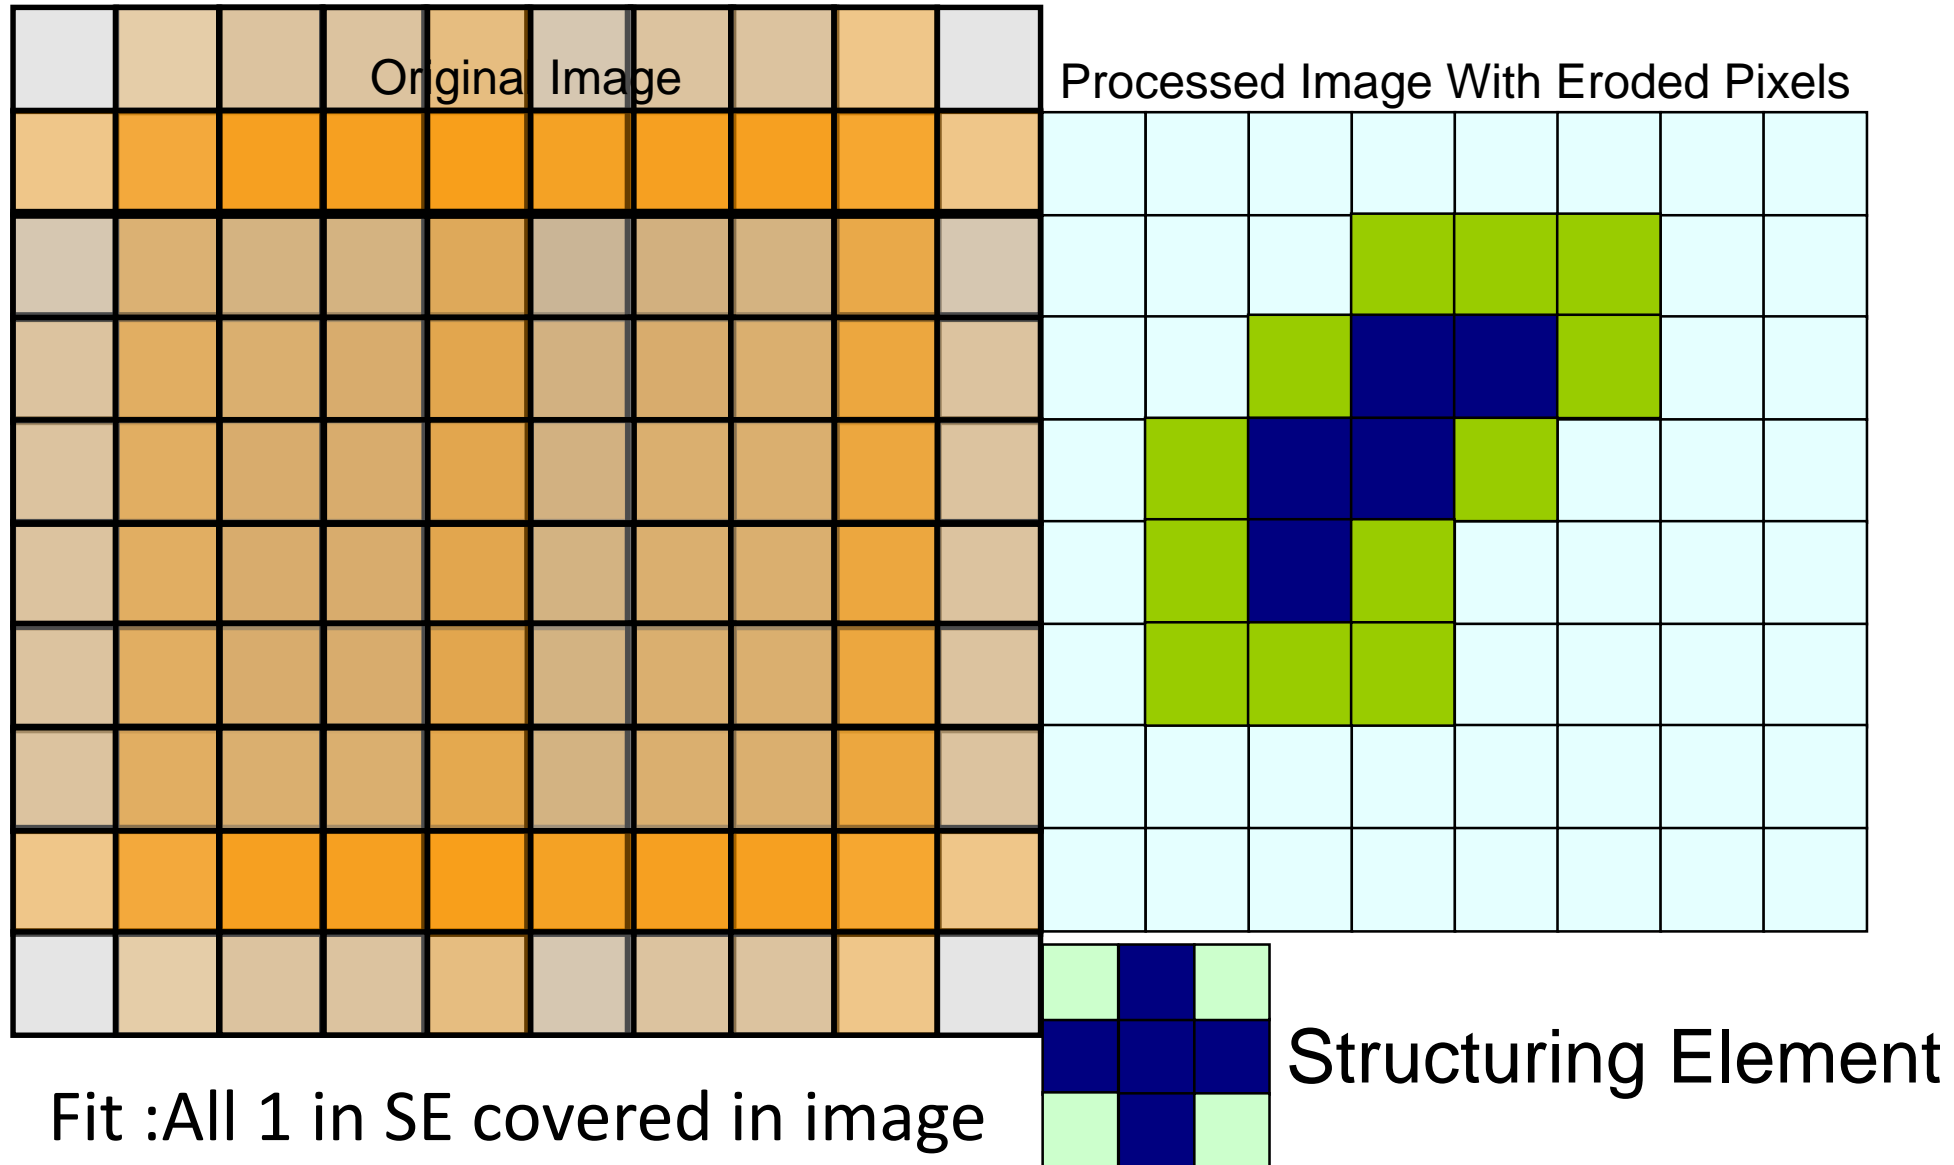 Original Image
Processed Image With Eroded Pixels
Structuring Element
Fit :All 1 in SE covered in image